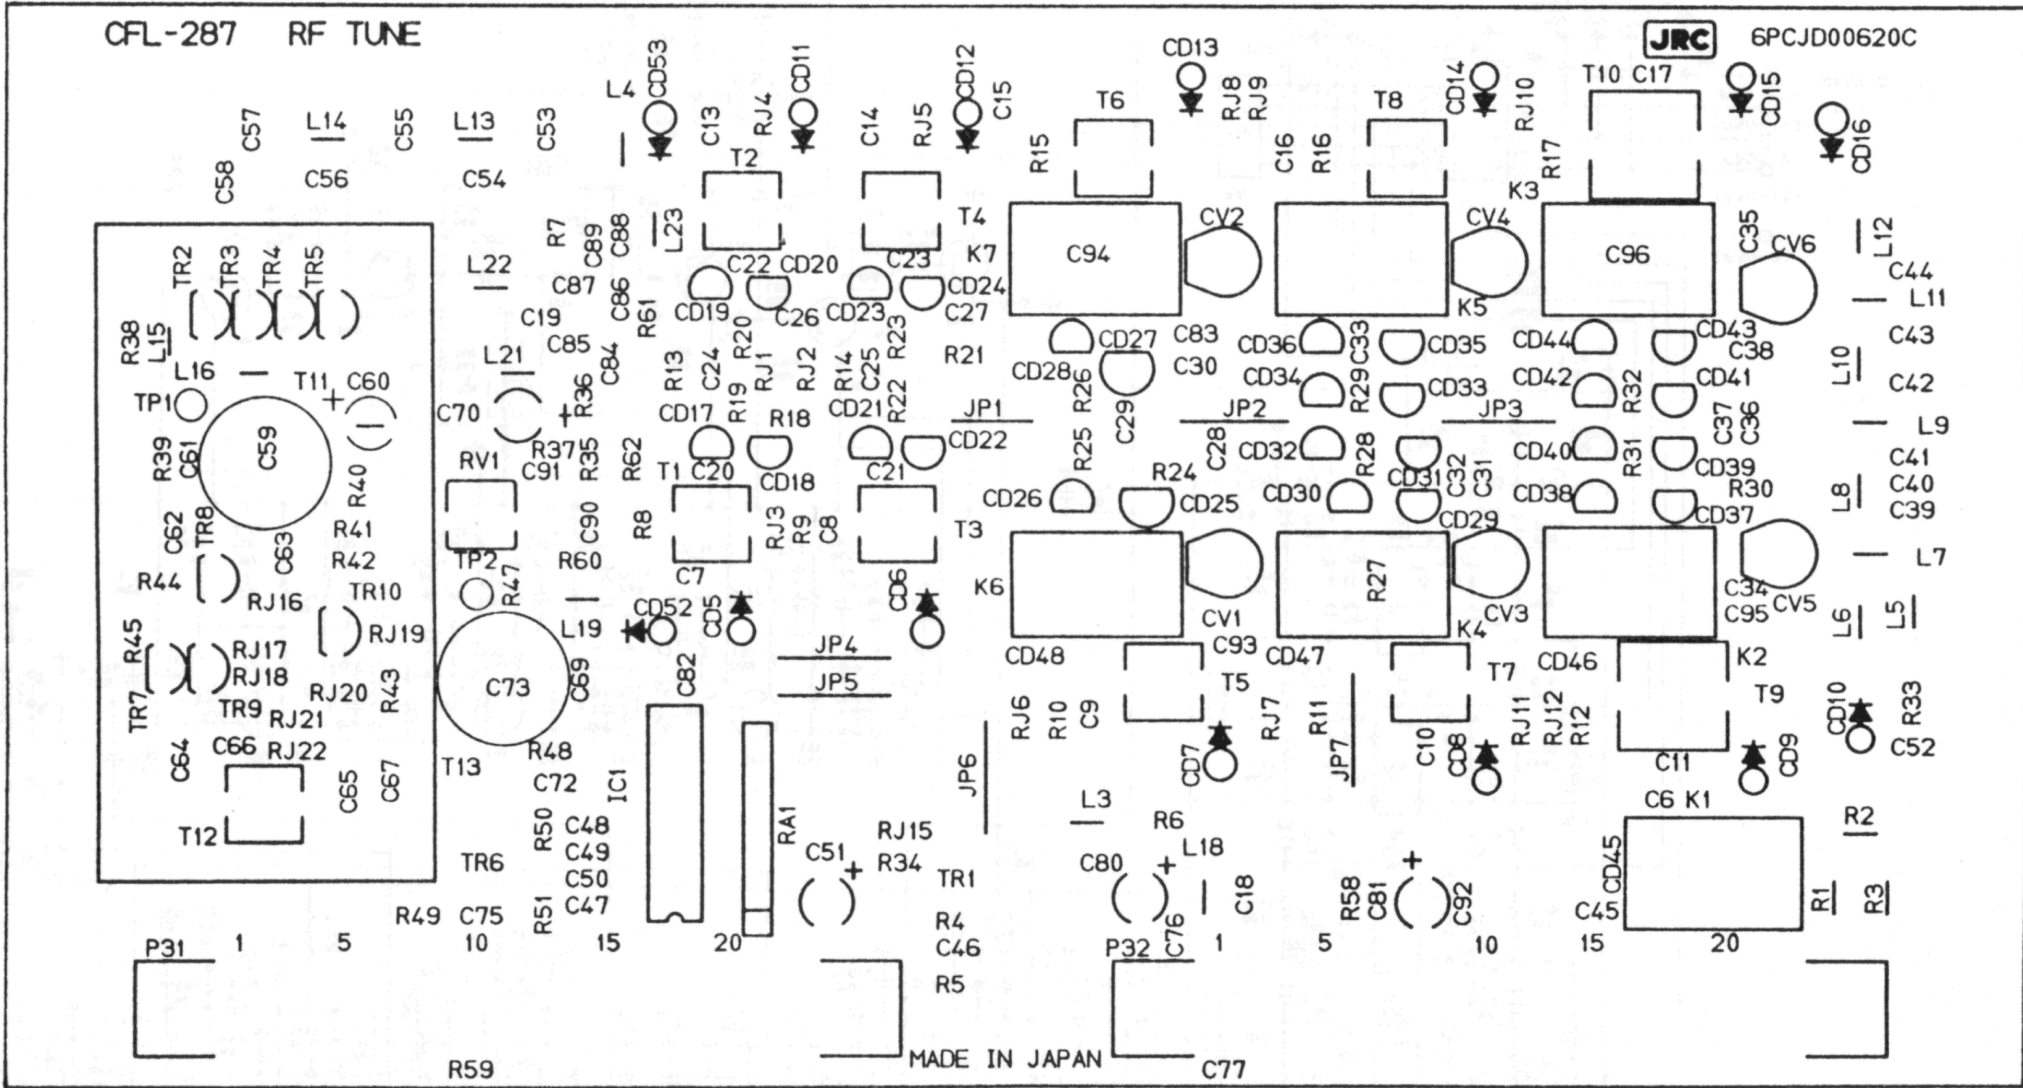 CFL-287 RF TUNE
JRC 6PCJD00620C
C57 L14 C55 L13 C53 L4 CD53 C13 RJ4 CD11 C14 RJ5 CD12 C15
CD13 RJ8 RJ9 T6 R15 C16 R16 T8 CD14 RJ10 T10 C17 R17 CD15 CD16
C58 C56 C54 T2 T4 K7 K3
R7 C89 C88 L23 C94 CV2 CV4 C96 C35 CV6 L12
TR2 TR3 TR4 TR5 L22 C87 C86 R61 C22 CD20 C23 CD24 K5 C44 L11
C19 CD19 C26 CD23 C27
R38 L15 C85 C84 R20 R23 R21 CD27 C83 CD36 C33 CD35 CD44 CD43 C38 C43
L16 T11 + C60 L21 R13 C24 RJ1 RJ2 R14 C25 CD28 C30 L10
TP1 C70 + R36 R19 R22 R26 CD34 R29 CD33 CD42 R32 CD41 C42
CD17 R18 CD21 CD22 JP1 C29 JP2 JP3 C37 C36 L9
R39 C61 C59 R37 R35 R62 R25 C28 CD32 R28 CD40 R31 CD39 C41
RV1 C91 T1 C20 CD18 C21 R24 CD31 C32 C31 R30 C40
R40 CD26 CD25 CD30 CD29 CD38 CD37 L8 C39
C62 TR8 C63 R41 C90 R8 RJ3 R9 C8 T3
R44 R42 TP2 R47 R60 C7 CD6 K6 R27 L7
RJ16 TR10 CD52 CD5 CV1 CV3 C34 C95 CV5 L6 L5
R45 RJ17 RJ19 L19 JP4 C93 K4
RJ18 C73 C69 C82 JP5 CD48 CD47 CD46 K2
TR7 TR9 RJ20 R43 RJ6 R10 C9 T5 RJ7 R11 T7 RJ11 RJ12 R12 T9 CD10 R33
RJ21
C64 C66 RJ22 R48 C52
C65 C67 T13 C72 IC1 JP6 CD7 JP7 C10 CD8 C11 CD9
T12 R50 C48 RA1 RJ15 L3 R6 C6 K1 R2
TR6 C49 C51 + R34 C80 + L18 +
C50 TR1 C18 R58 C81 C92 CD45 R1 R3
R49 C75 R51 C47 R4 C76 C45
P31 1 5 10 15 20 C46 P32 1 5 10 15 20
R5
MADE IN JAPAN
R59 C77